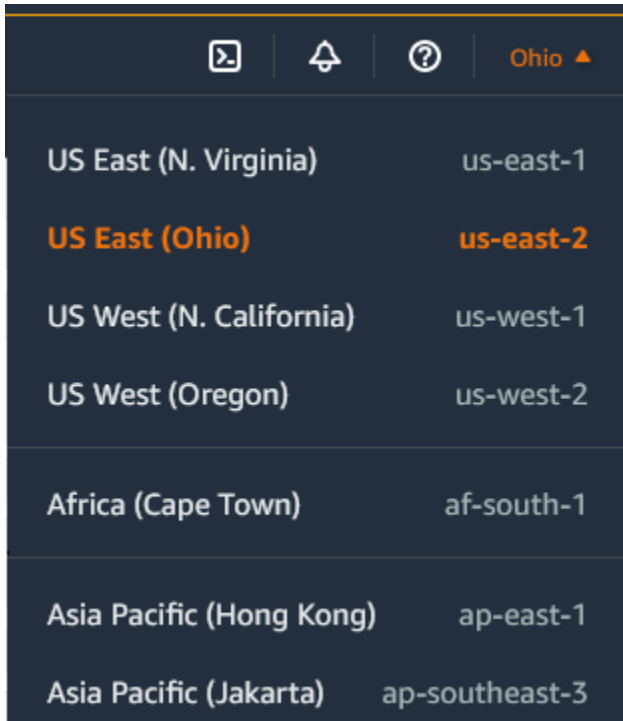 Ohio
US East (N. Virginia) us-east-1
US East (Ohio) us-east-2
US West (N. California) us-west-1
US West (Oregon) us-west-2
Africa (Cape Town) af-south-1
Asia Pacific (Hong Kong) ap-east-1
Asia Pacific (Jakarta) ap-southeast-3